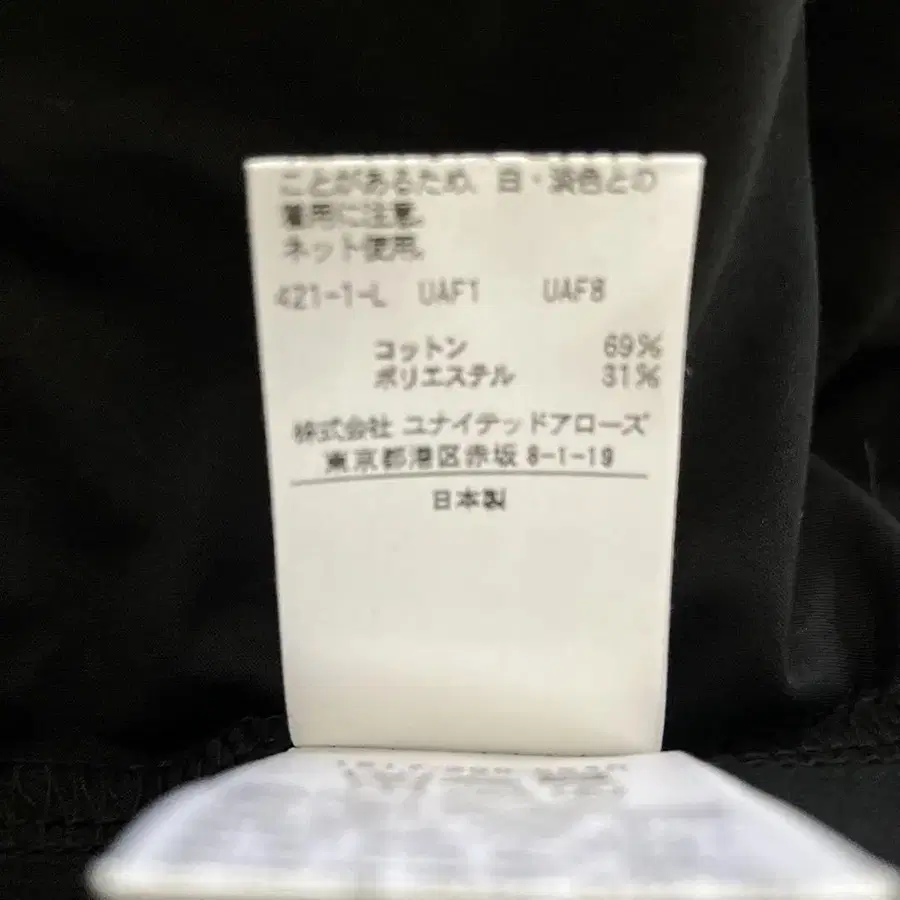 ことがあるため、白・淡色との
着用に注意。
ネット使用。
421-1-L UAF1 UAF8
コットン 69%
ポリエステル 31%
株式会社 ユナイテッドアローズ
東京都港区赤坂 8-1-19
日本製